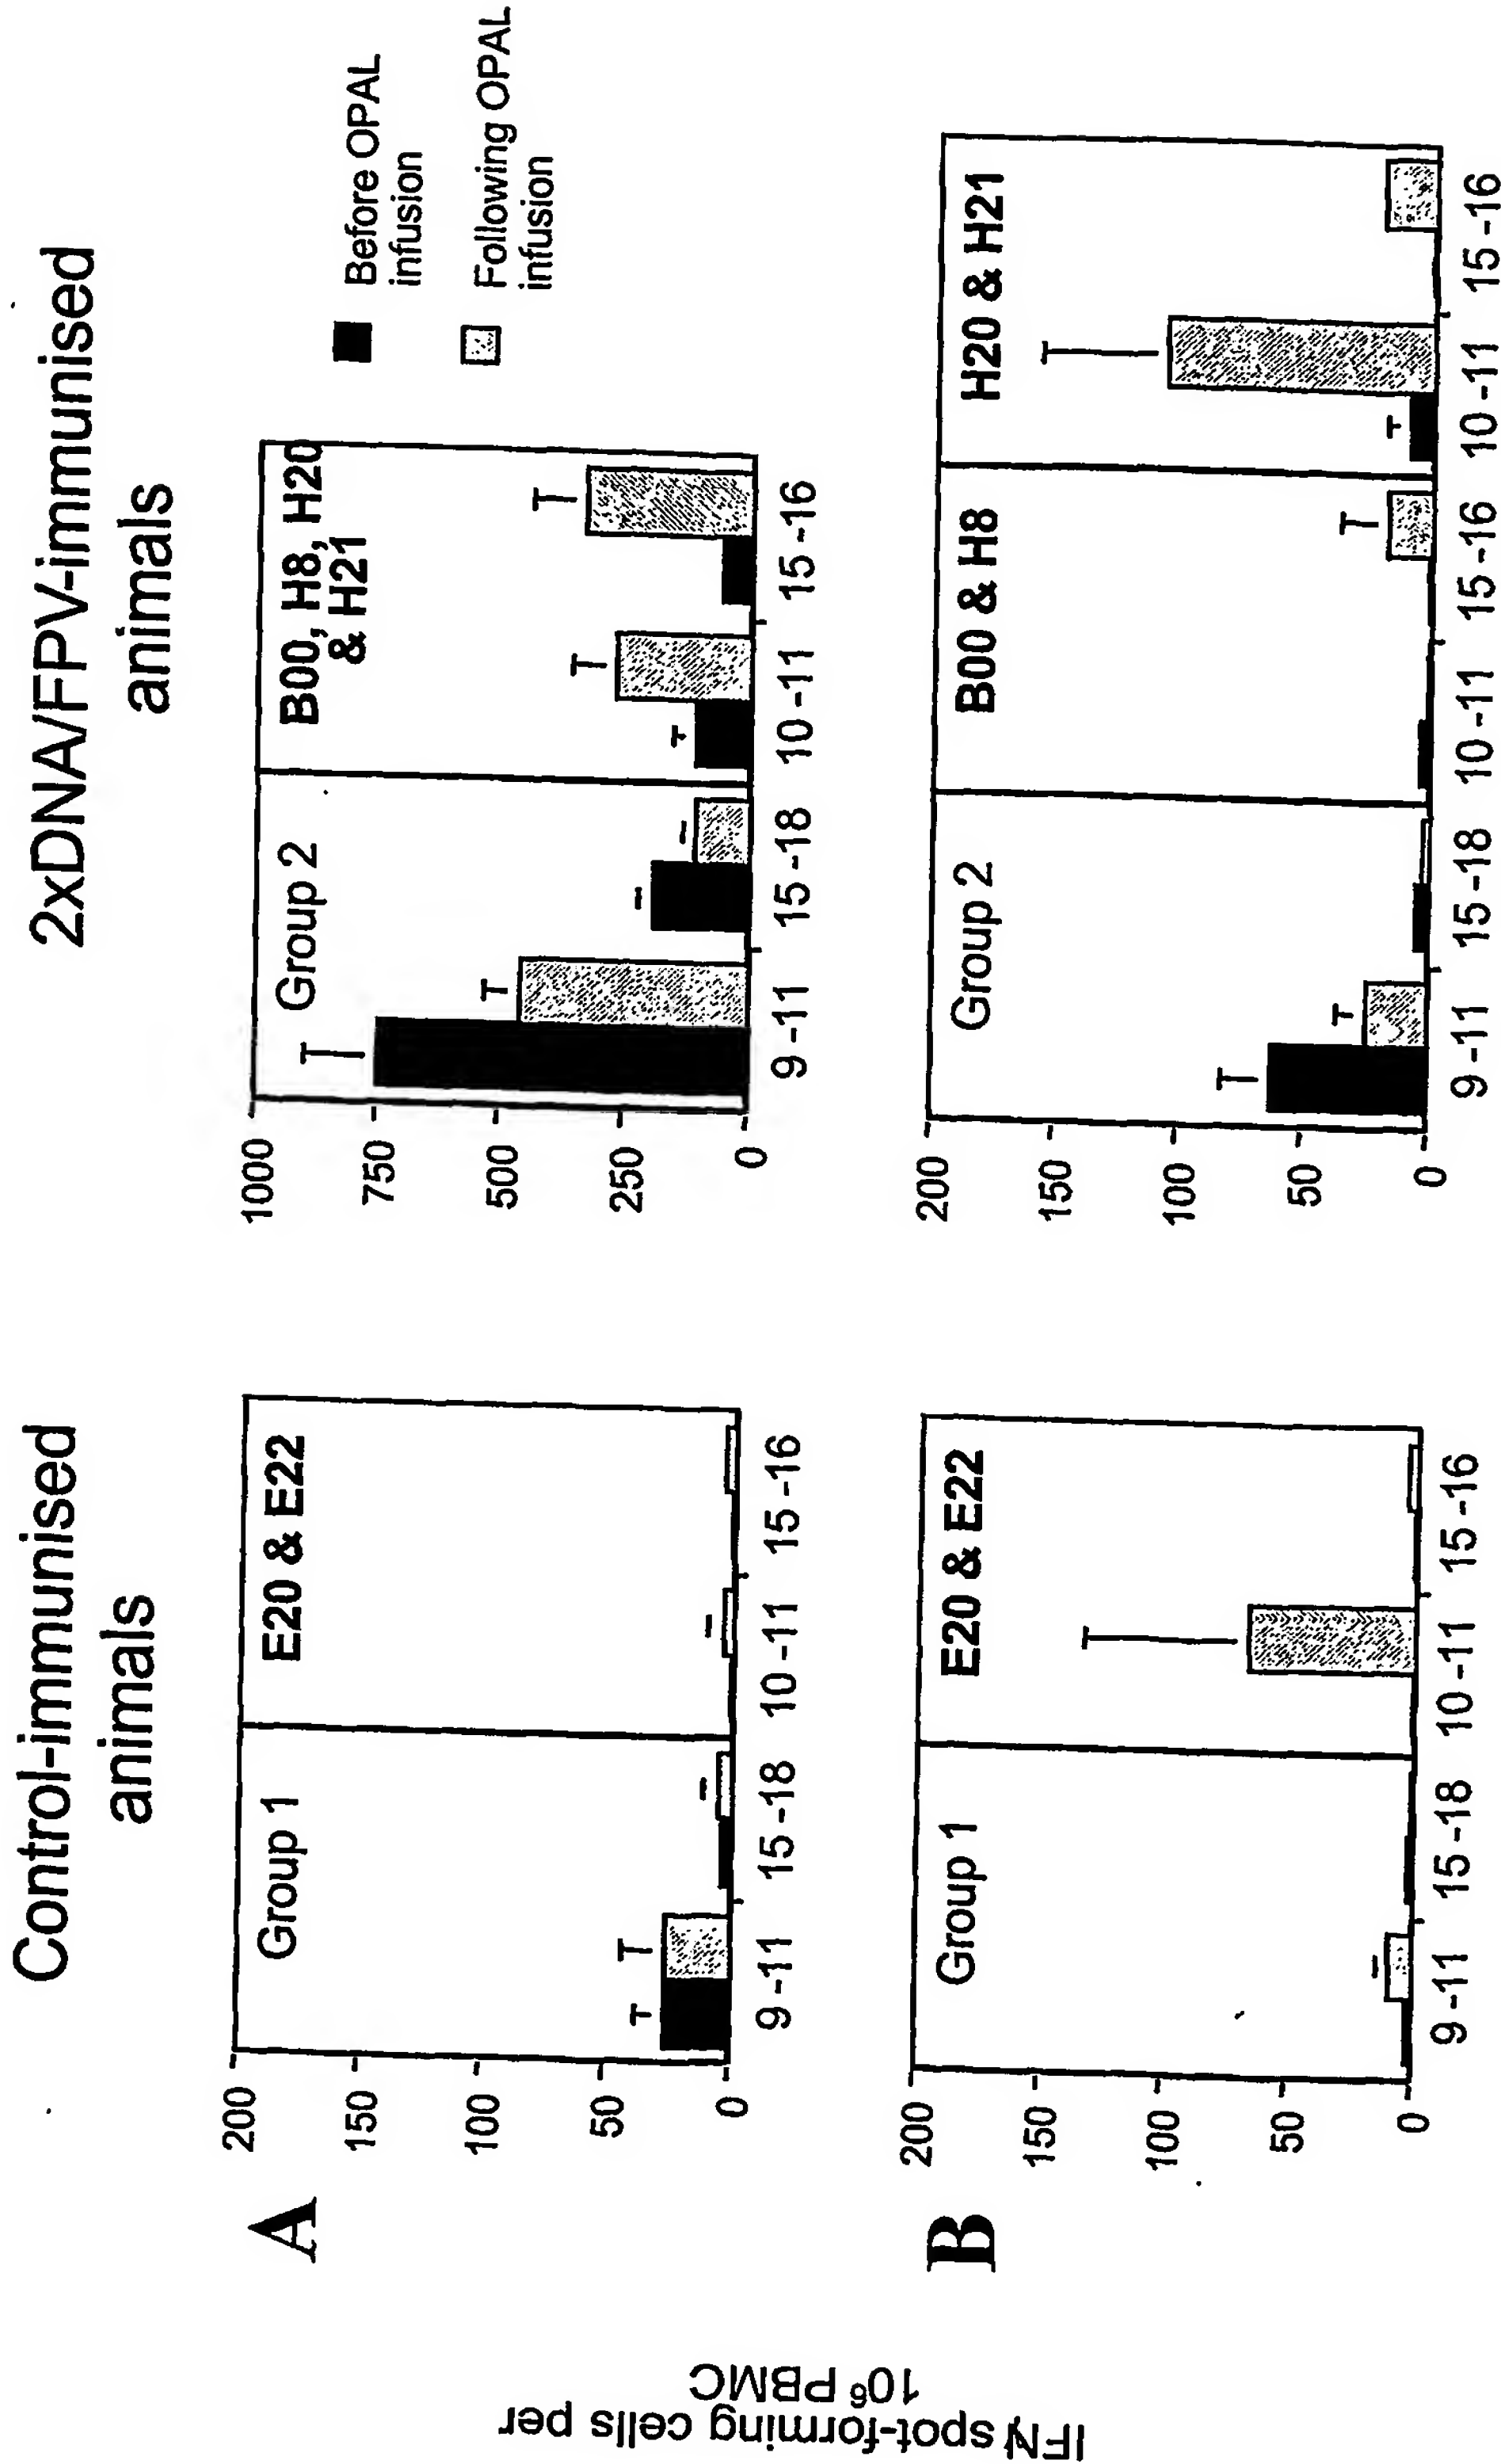 Control-immunised
animals
2xDNA/FPV-immunised
animals
Before OPAL
infusion
Following OPAL
infusion
A
200
150
100
50
0
Group 1
E20 & E22
9-11
15-18
10-11
15-16
1000
750
500
250
0
Group 2
B00, H8, H20
& H21
9-11
15-18
10-11
15-16
IFN spot-forming cells per
10⁶ PBMC
B
200
150
100
50
0
Group 1
E20 & E22
9-11
15-18
10-11
15-16
200
150
100
50
0
Group 2
B00 & H8
H20 & H21
9-11
15-18
10-11
15-16
10-11
15-16